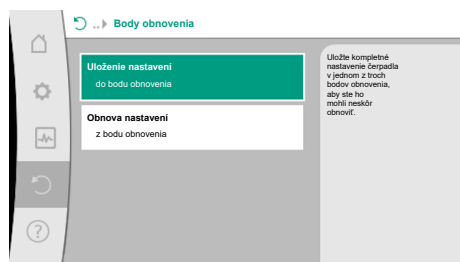 ..▸ Body obnovenia
Uloženie nastavení
do bodu obnovenia
Obnova nastavení
z bodu obnovenia
Uložte kompletné
nastavenie čerpadla
v jednom z troch
bodov obnovenia,
aby ste ho
mohli neskôr
obnoviť.
?